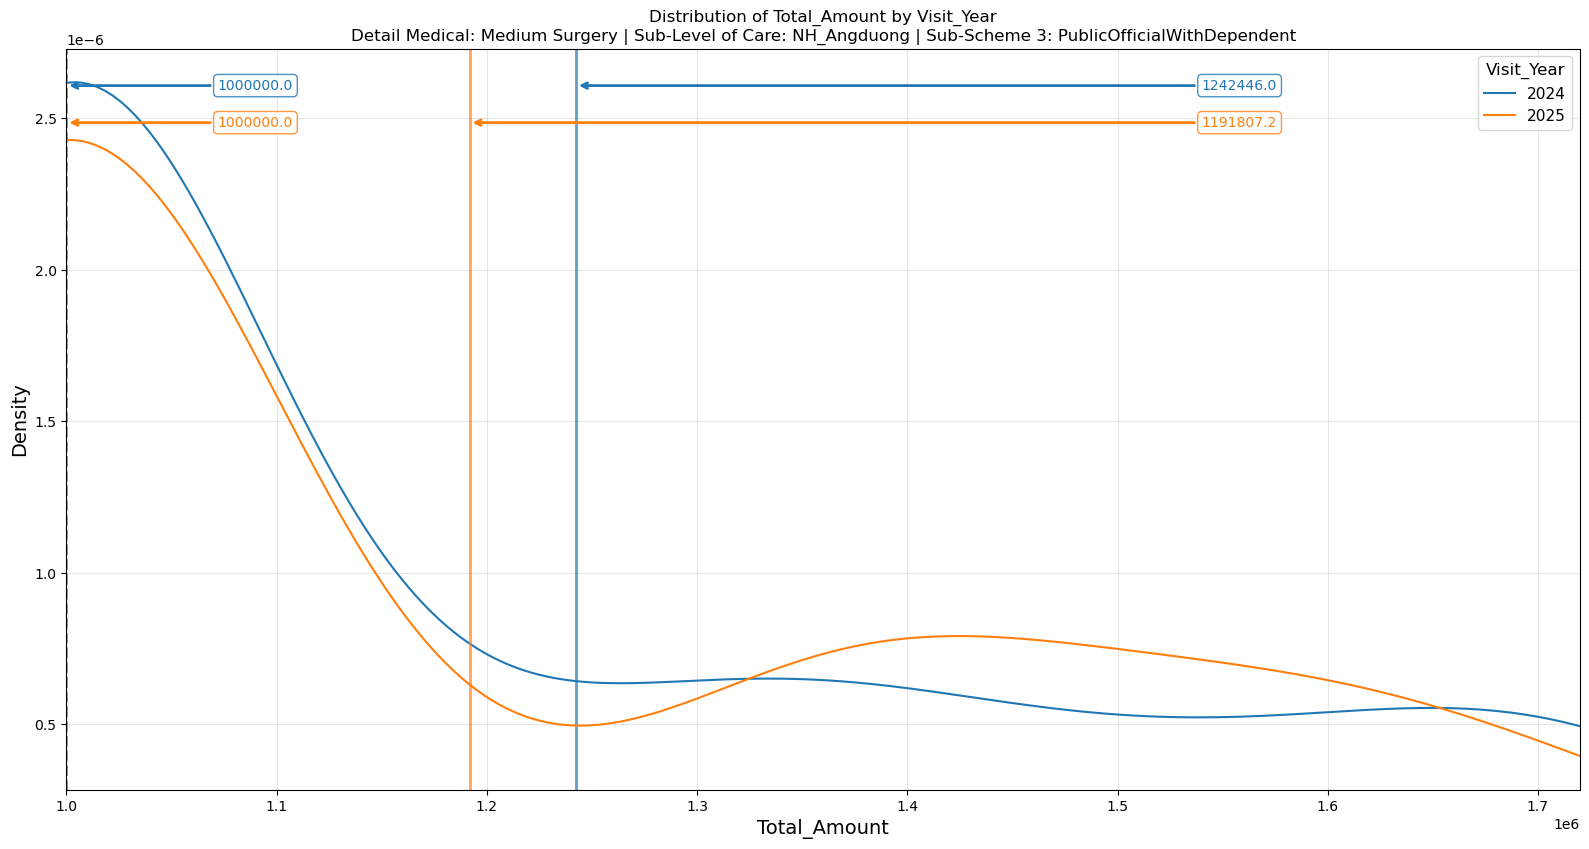 Distribution of Total_Amount by Visit_Year
Detail Medical: Medium Surgery | Sub-Level of Care: NH_Angduong | Sub-Scheme 3: PublicOfficialWithDependent
1e−6
Visit_Year
2024
2025
1000000.0
1242446.0
1000000.0
1191807.2
2.5
2.0
1.5
1.0
0.5
Density
1.0
1.1
1.2
1.3
1.4
1.5
1.6
1.7
1e6
Total_Amount